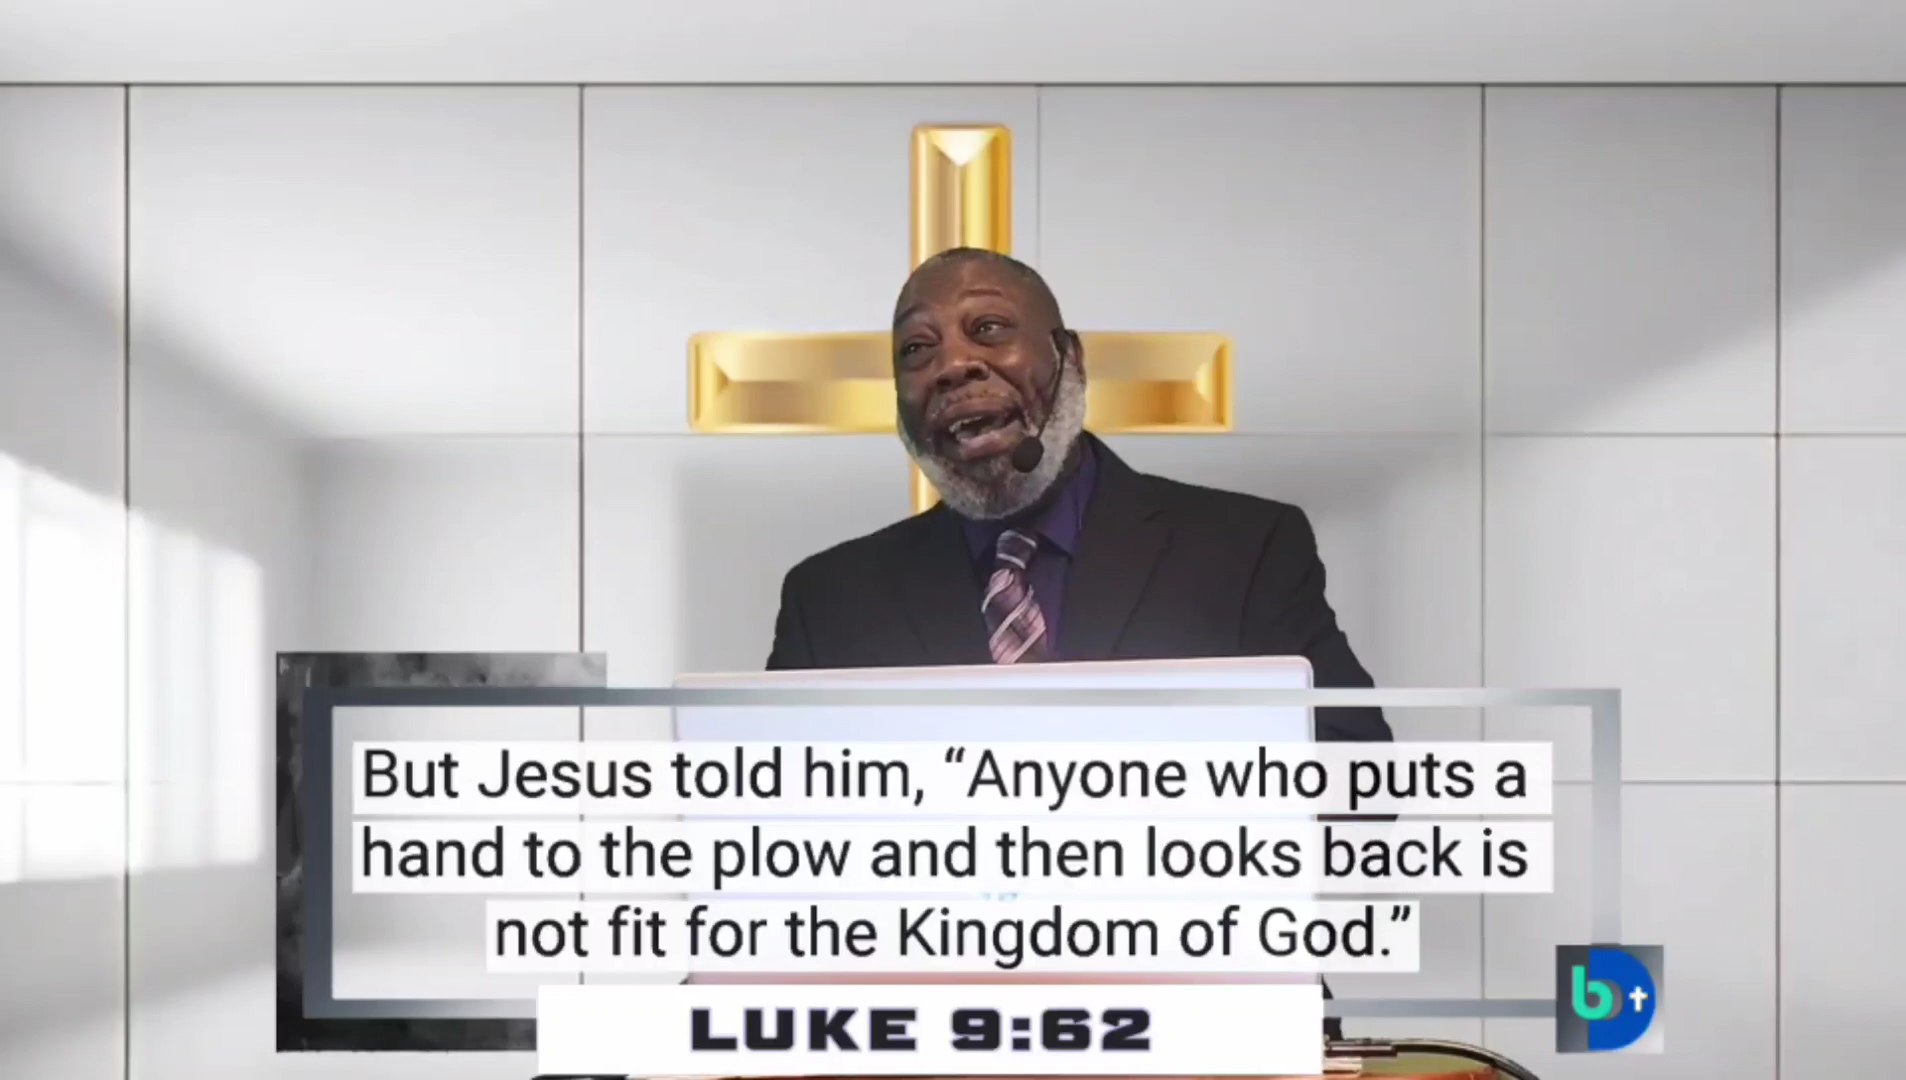 But Jesus told him, “Anyone who puts a
hand to the plow and then looks back is
not fit for the Kingdom of God.”
LUKE 9:62
b